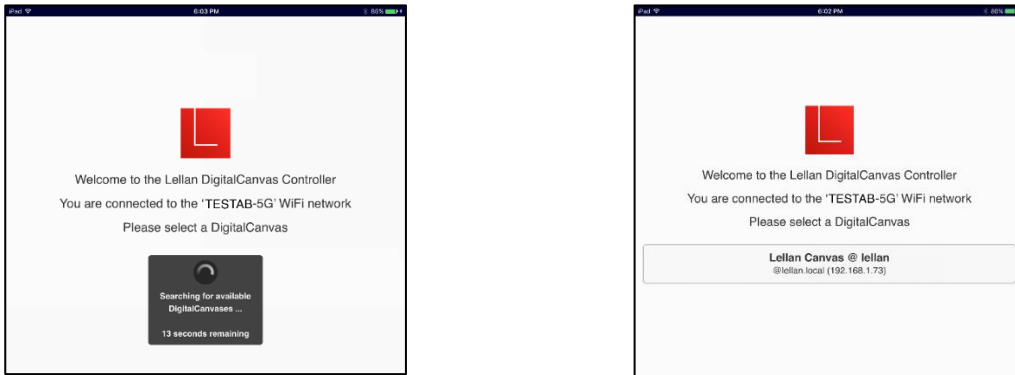 iPad
6:03 PM
86%
L
Welcome to the Lellan DigitalCanvas Controller
You are connected to the 'TESTAB-5G' WiFi network
Please select a DigitalCanvas
Searching for available
DigitalCanvases ...
13 seconds remaining
iPad
6:02 PM
86%
L
Welcome to the Lellan DigitalCanvas Controller
You are connected to the 'TESTAB-5G' WiFi network
Please select a DigitalCanvas
Lellan Canvas @ lellan
@lellan.local (192.168.1.73)